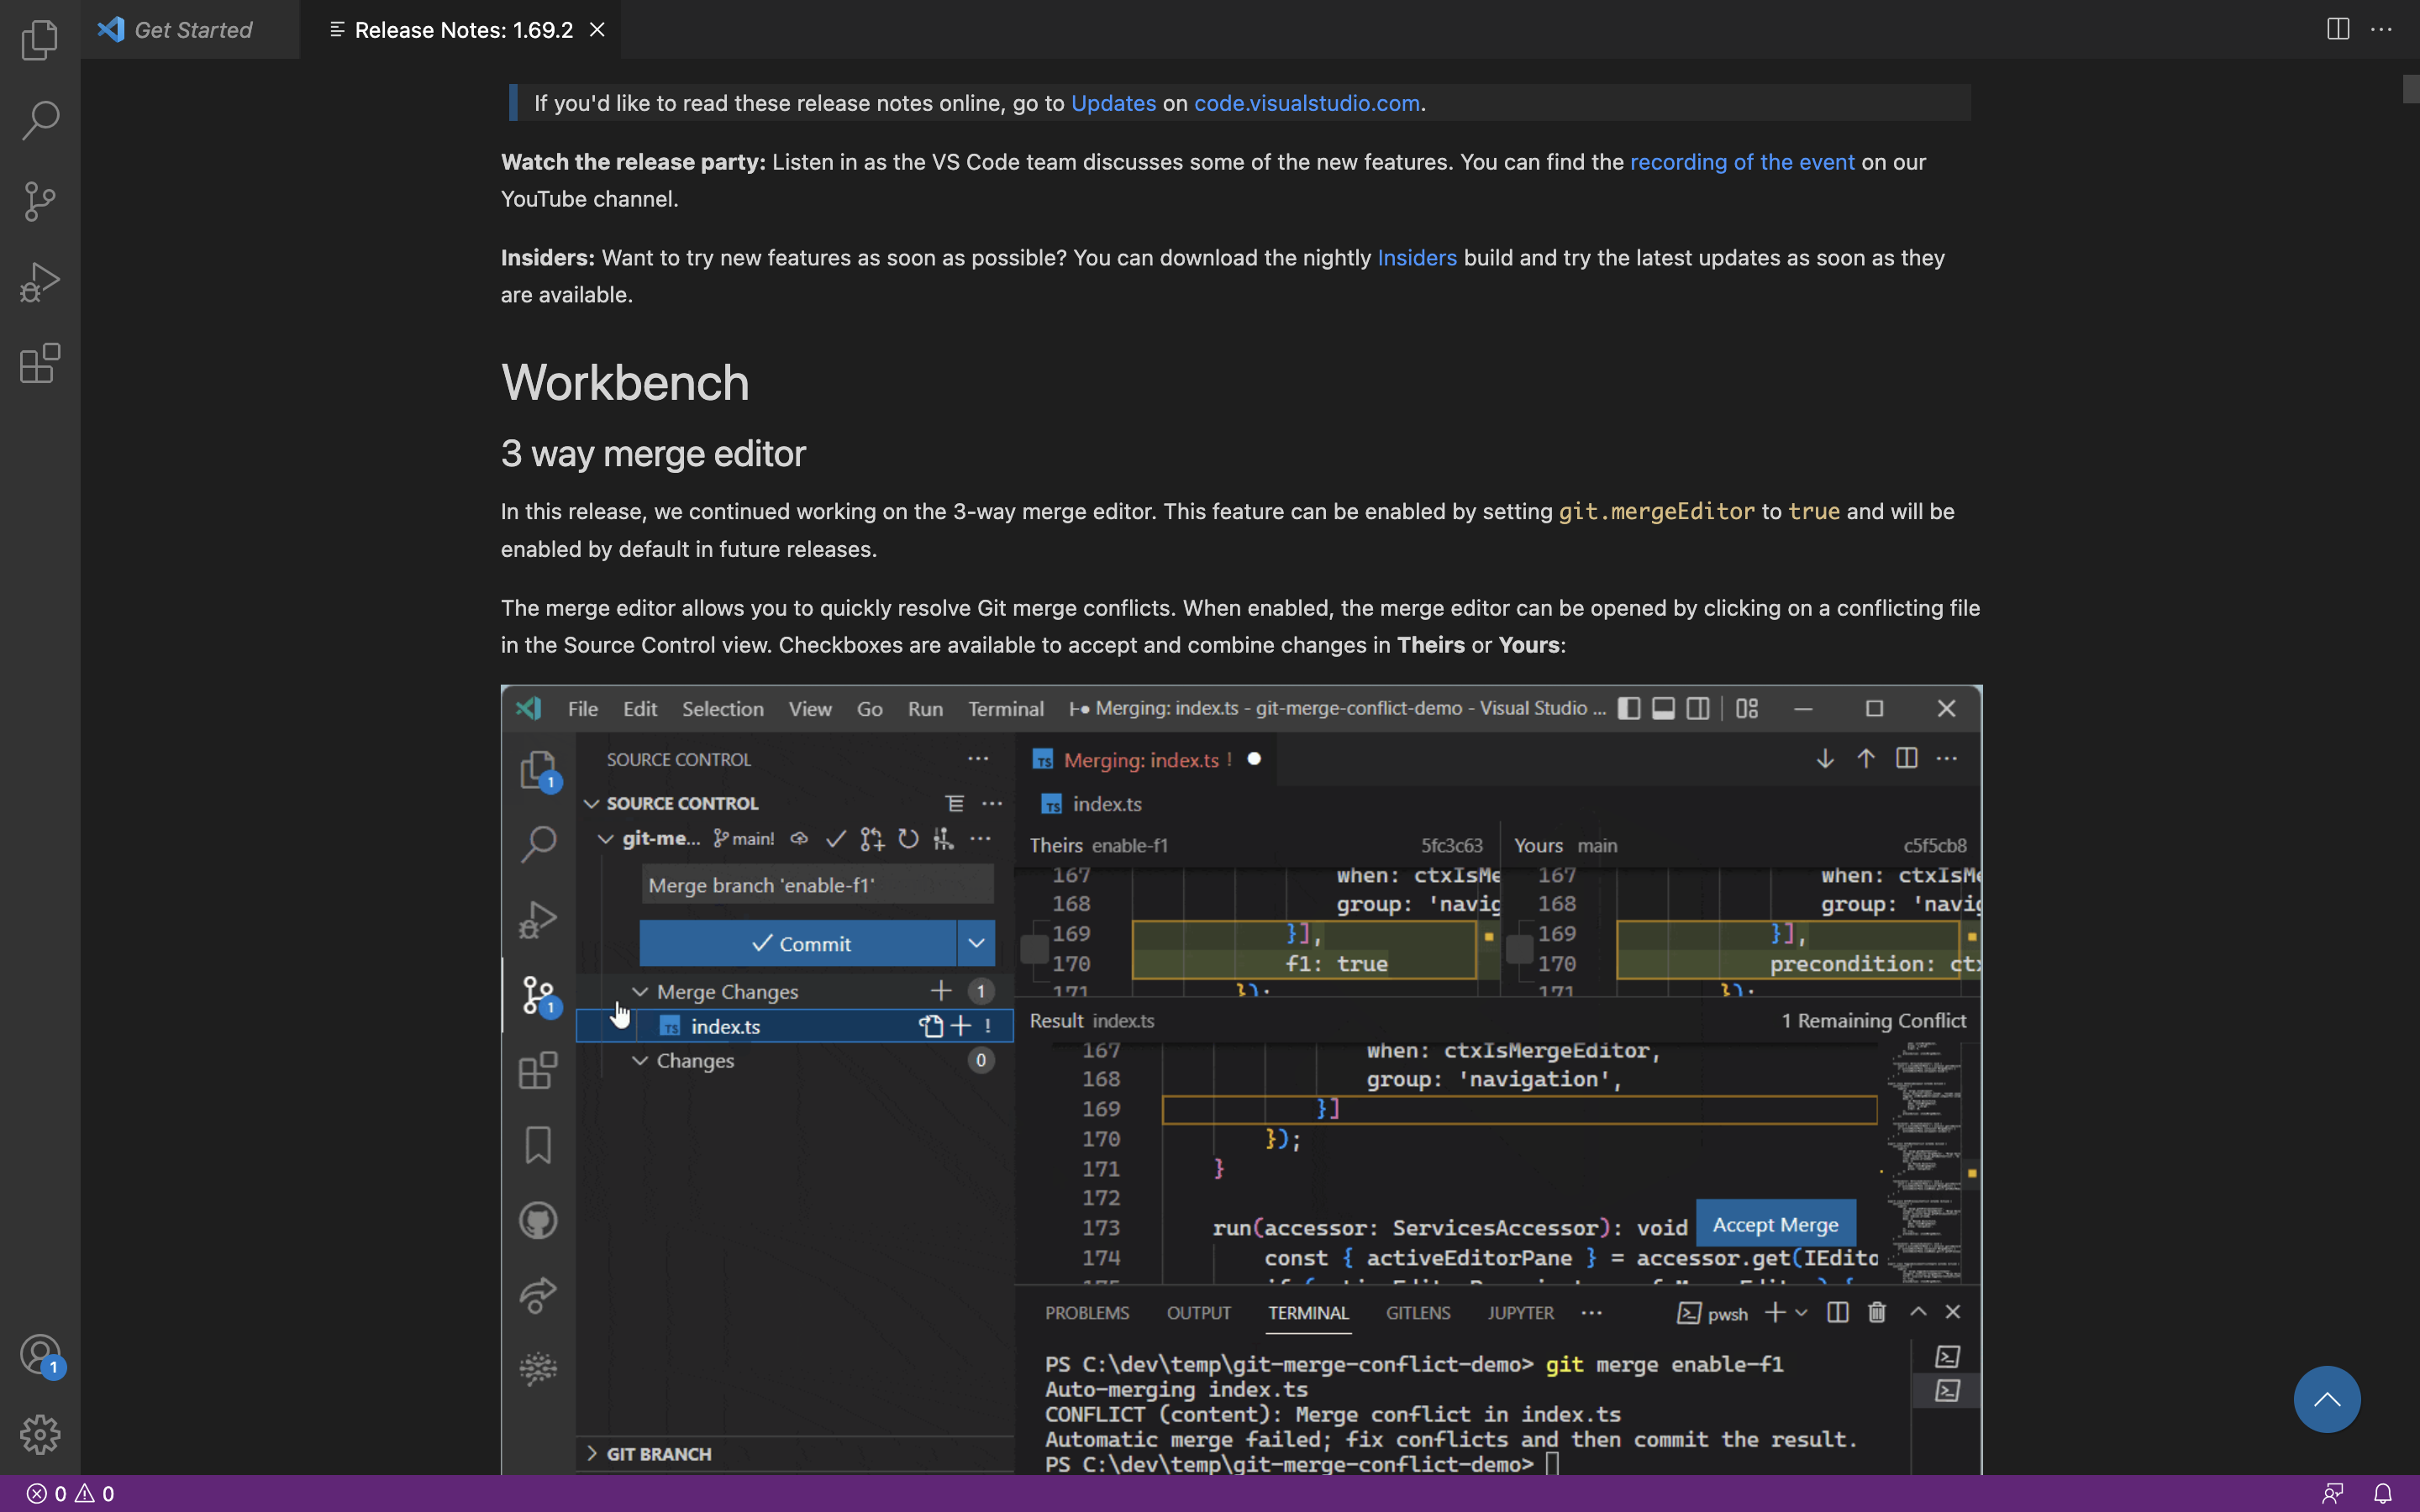 Get Started
Release Notes: 1.69.2
If you'd like to read these release notes online, go to Updates on code.visualstudio.com.
Watch the release party: Listen in as the VS Code team discusses some of the new features. You can find the recording of the event on our
YouTube channel.
Insiders: Want to try new features as soon as possible? You can download the nightly Insiders build and try the latest updates as soon as they
are available.
Workbench
3 way merge editor
In this release, we continued working on the 3-way merge editor. This feature can be enabled by setting git.mergeEditor to true and will be
enabled by default in future releases.
The merge editor allows you to quickly resolve Git merge conflicts. When enabled, the merge editor can be opened by clicking on a conflicting file
in the Source Control view. Checkboxes are available to accept and combine changes in Theirs or Yours:
File Edit Selection View Go Run Terminal Merging: index.ts - git-merge-conflict-demo - Visual Studio ...
SOURCE CONTROL
SOURCE CONTROL
git-me... main!
Merge branch 'enable-f1'
Commit
Merge Changes 1
TS index.ts !
Changes 0
GIT BRANCH
1
1
TS Merging: index.ts !
TS index.ts
Theirs enable-f1 5fc3c63
167 when: ctxIsMe
168 group: 'navig
169 }],
170 f1: true
171 });
Yours main c5f5cb8
167 when: ctxIsMe
168 group: 'navig
169 }],
170 precondition: ctx
171 });
Result index.ts 1 Remaining Conflict
167 when: ctxIsMergeEditor,
168 group: 'navigation',
169 }]
170 });
171 }
172
173 run(accessor: ServicesAccessor): void
174 const { activeEditorPane } = accessor.get(IEdito
Accept Merge
PROBLEMS OUTPUT TERMINAL GITLENS JUPYTER pwsh
PS C:\dev\temp\git-merge-conflict-demo> git merge enable-f1
Auto-merging index.ts
CONFLICT (content): Merge conflict in index.ts
Automatic merge failed; fix conflicts and then commit the result.
PS C:\dev\temp\git-merge-conflict-demo>
1
0 0